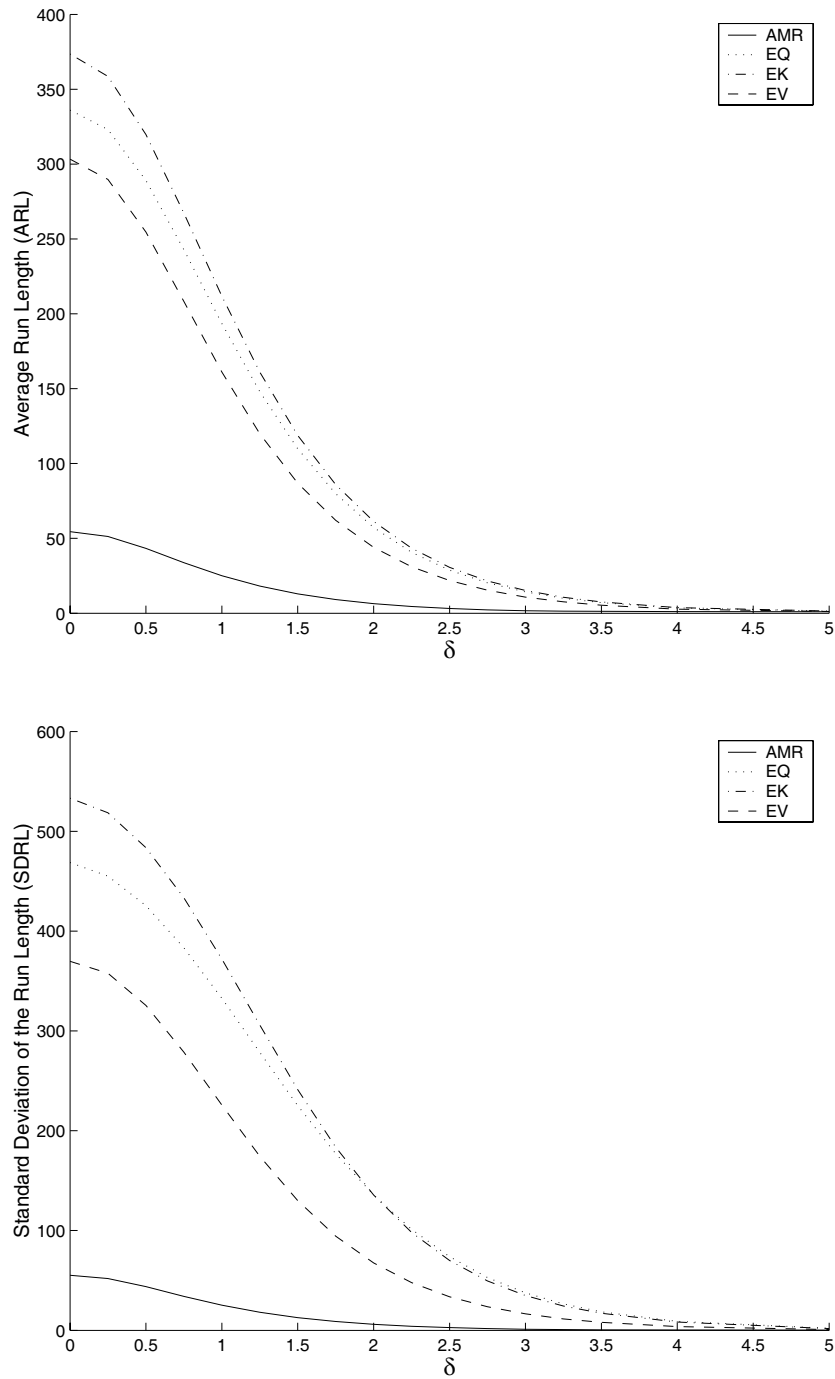 400
350
300
250
200
150
100
50
0
Average Run Length (ARL)
AMR
EQ
EK
EV
0 0.5 1 1.5 2 2.5 3 3.5 4 4.5 5
δ
600
500
400
300
200
100
0
Standard Deviation of the Run Length (SDRL)
AMR
EQ
EK
EV
0 0.5 1 1.5 2 2.5 3 3.5 4 4.5 5
δ